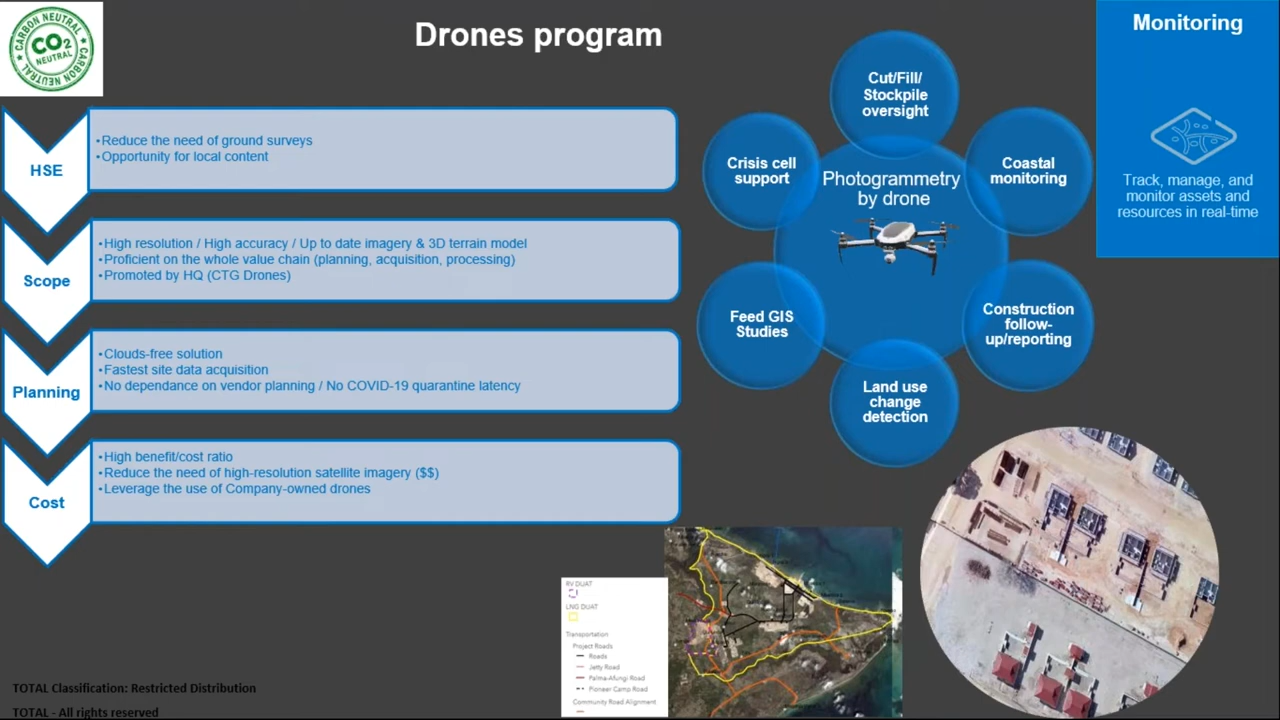 Drones program
CARBON NEUTRAL
CO2
NEUTRAL
CARBON NEUTRAL
HSE
•Reduce the need of ground surveys
•Opportunity for local content
Scope
•High resolution / High accuracy / Up to date imagery & 3D terrain model
•Proficient on the whole value chain (planning, acquisition, processing)
•Promoted by HQ (CTG Drones)
Planning
•Clouds-free solution
•Fastest site data acquisition
•No dependance on vendor planning / No COVID-19 quarantine latency
Cost
•High benefit/cost ratio
•Reduce the need of high-resolution satellite imagery ($$)
•Leverage the use of Company-owned drones
Photogrammetry
by drone
Cut/Fill/
Stockpile
oversight
Coastal
monitoring
Construction
follow-
up/reporting
Land use
change
detection
Feed GIS
Studies
Crisis cell
support
Monitoring
Track, manage, and
monitor assets and
resources in real-time
RV DUAT
LNG DUAT
Transportation
Project Roads
Roads
Jetty Road
Palma-Afungi Road
Pioneer Camp Road
Community Road Alignment
TOTAL Classification: Restricted Distribution
TOTAL - All rights reserved